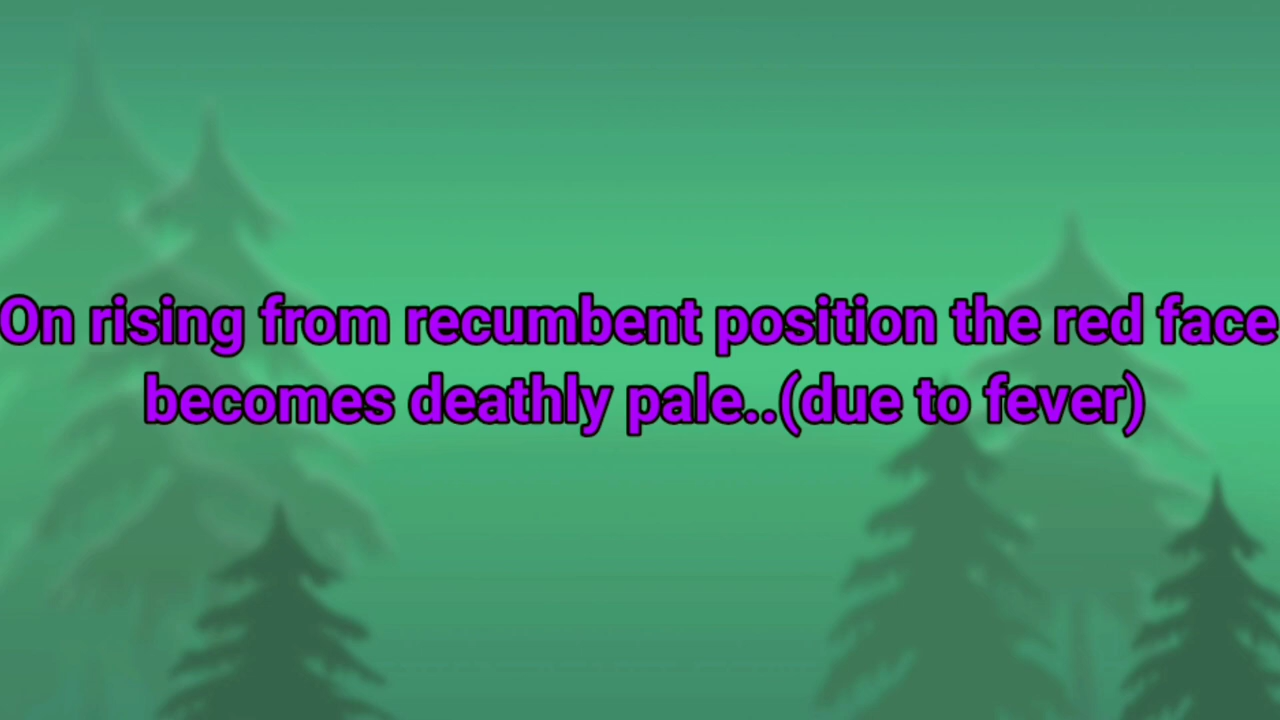 On rising from recumbent position the red face
becomes deathly pale..(due to fever)